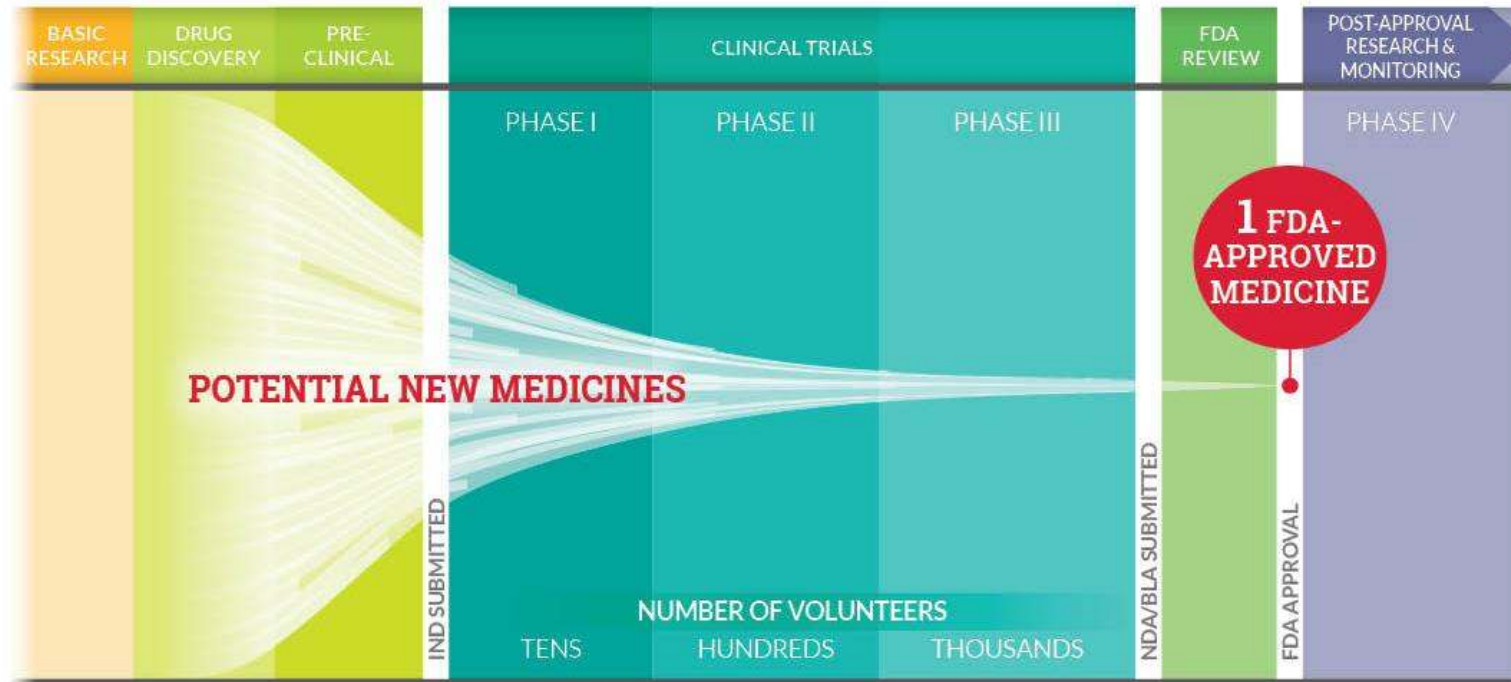 BASIC
RESEARCH
DRUG
DISCOVERY
PRE-
CLINICAL
CLINICAL TRIALS
FDA
REVIEW
POST-APPROVAL
RESEARCH &
MONITORING
PHASE I
PHASE II
PHASE III
PHASE IV
1 FDA-
APPROVED
MEDICINE
POTENTIAL NEW MEDICINES
IND SUBMITTED
NDA/BLA SUBMITTED
FDA APPROVAL
NUMBER OF VOLUNTEERS
TENS
HUNDREDS
THOUSANDS